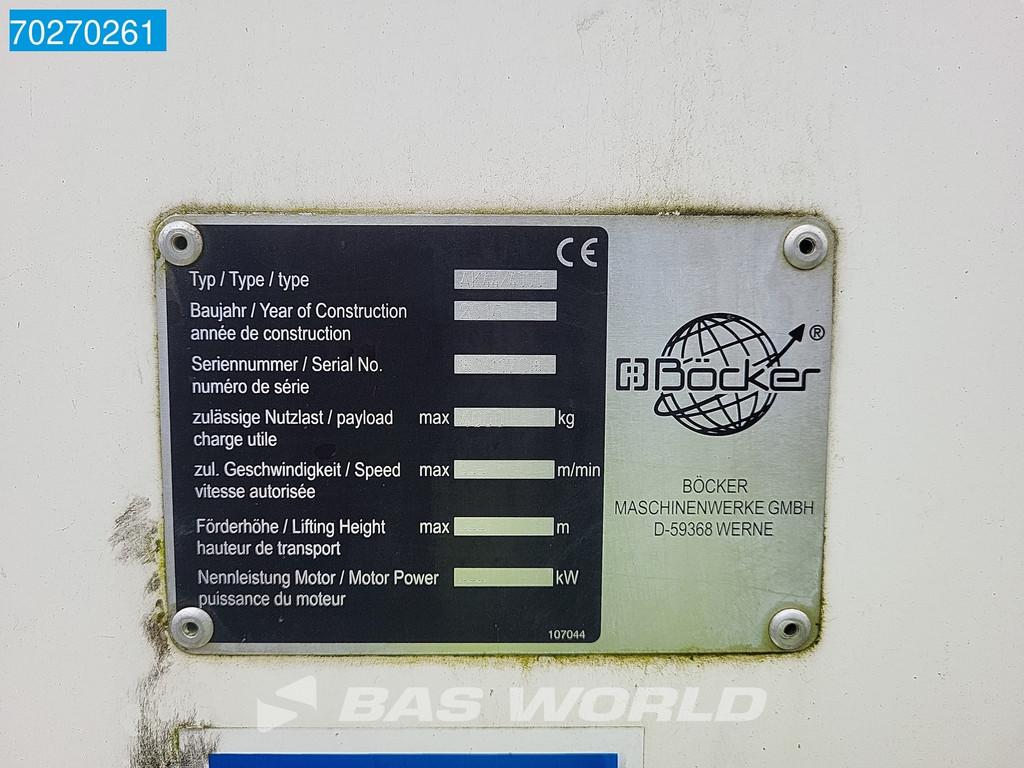 70270261
CE
Typ / Type / type
Baujahr / Year of Construction
année de construction
Seriennummer / Serial No.
numéro de série
zulässige Nutzlast / payload max kg
charge utile
zul. Geschwindigkeit / Speed max m/min
vitesse autorisée
Förderhöhe / Lifting Height max m
hauteur de transport
Nennleistung Motor / Motor Power kW
puissance du moteur
107044
Böcker ®
BÖCKER
MASCHINENWERKE GMBH
D-59368 WERNE
BAS WORLD